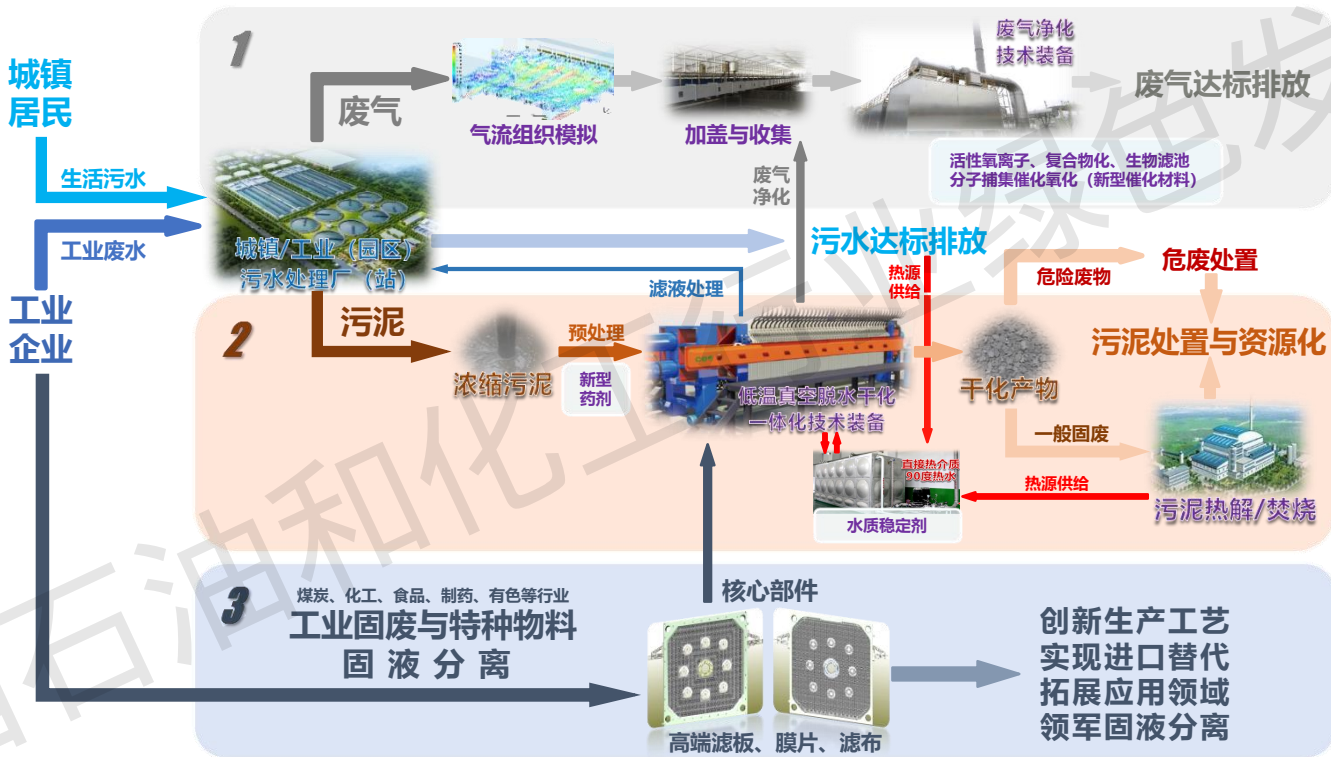 城镇
居民
生活污水
工业废水
工业
企业
1
废气
气流组织模拟
加盖与收集
废气净化
技术装备
废气达标排放
活性氧离子、复合物化、生物滤池
分子捕集催化氧化（新型催化材料）
废气
净化
城镇/工业（园区）
污水处理厂（站）
污水达标排放
滤液处理
热源
供给
危险废物
危废处置
2
污泥
浓缩污泥
预处理
新型
药剂
低温真空脱水干化
一体化技术装备
干化产物
污泥处置与资源化
一般固废
直接热介质
90度热水
水质稳定剂
热源供给
污泥热解/焚烧
3
煤炭、化工、食品、制药、有色等行业
工业固废与特种物料
固液分离
核心部件
高端滤板、膜片、滤布
创新生产工艺
实现进口替代
拓展应用领域
领军固液分离
石油和化工行业绿色发